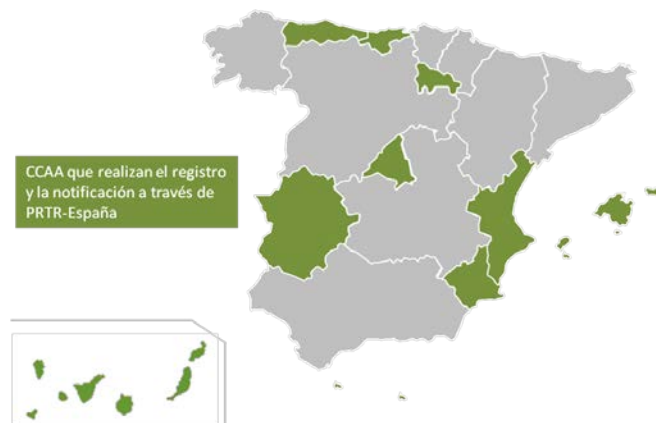 CCAA que realizan el registro
y la notificación a través de
PRTR-España